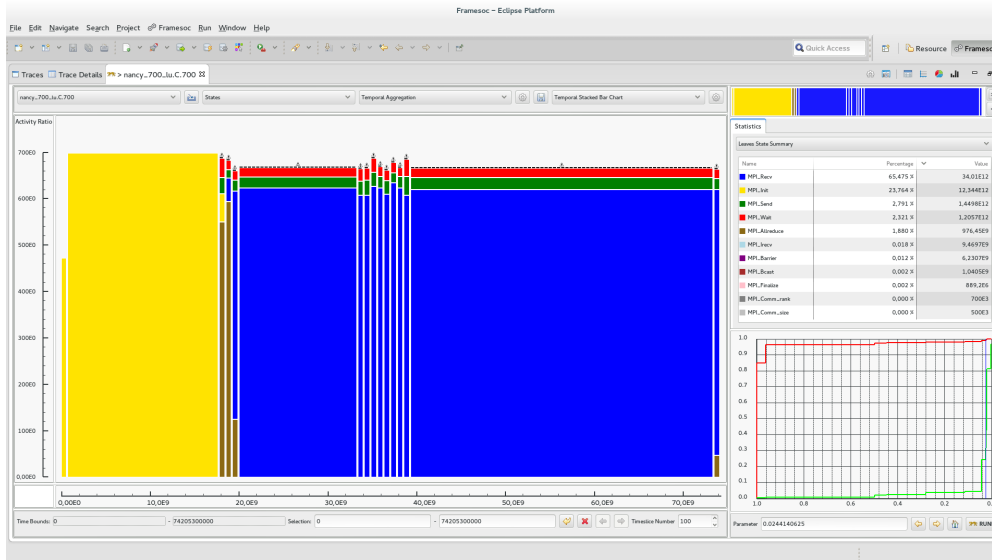 Framesoc – Eclipse Platform
File Edit Navigate Search Project Framesoc Run Window Help
Quick Access Resource Framesoc
Traces Trace Details > nancy_700_lu.C.700
nancy_700_lu.C.700 States Temporal Aggregation Temporal Stacked Bar Chart
Activity Ratio
700E0
600E0
500E0
400E0
300E0
200E0
100E0
0,00E0
0,00E0 10,0E9 20,0E9 30,0E9 40,0E9 50,0E9 60,0E9 70,0E9
Time Bounds: 0 - 74205300000 Selection: 0 - 74205300000 Timeslice Number 100
Statistics
Leaves State Summary
Name Percentage Value
MPI_Recv 65,475 % 34,01E12
MPI_Init 23,764 % 12,344E12
MPI_Send 2,791 % 1,4498E12
MPI_Wait 2,321 % 1,2057E12
MPI_Allreduce 1,880 % 976,45E9
MPI_Irecv 0,018 % 9,4697E9
MPI_Barrier 0,012 % 6,2307E9
MPI_Bcast 0,002 % 1,0405E9
MPI_Finalize 0,002 % 889,2E6
MPI_Comm_rank 0,000 % 700E3
MPI_Comm_size 0,000 % 500E3
1.0
0.9
0.8
0.7
0.6
0.5
0.4
0.3
0.2
0.1
0.0
1.0 0.8 0.6 0.4 0.2 0.
Parameter 0.0244140625 RUN